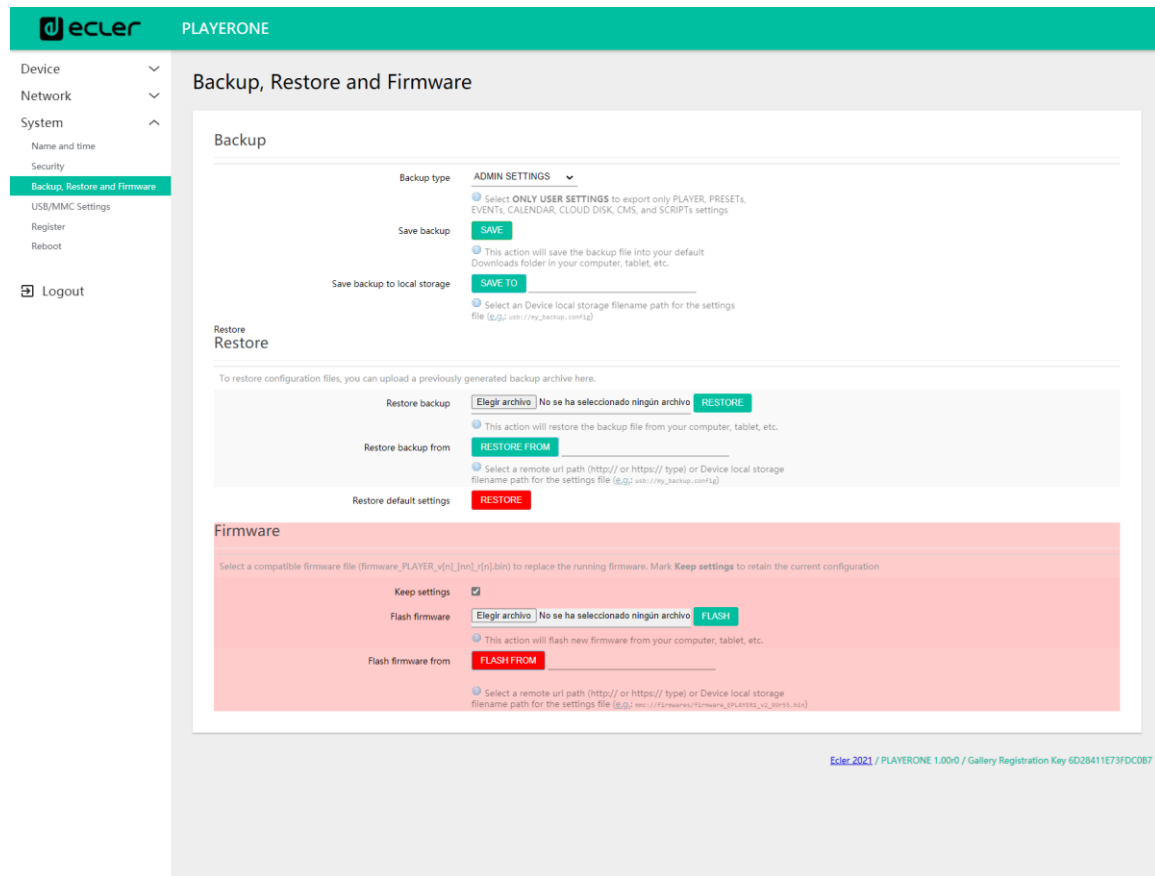 ecler
PLAYERONE
Device
Network
System
Name and time
Security
Backup, Restore and Firmware
USB/MMC Settings
Register
Reboot
Logout
Backup, Restore and Firmware
Backup
Backup type
ADMIN SETTINGS
Select ONLY USER SETTINGS to export only PLAYER, PRESETs,
EVENTs, CALENDAR, CLOUD DISK, CMS, and SCRIPTs settings
Save backup
SAVE
This action will save the backup file into your default
Downloads folder in your computer, tablet, etc.
Save backup to local storage
SAVE TO
Select an Device local storage filename path for the settings
file (e.g.: usb://my_backup.config)
Restore
Restore
To restore configuration files, you can upload a previously generated backup archive here.
Restore backup
Elegir archivo No se ha seleccionado ningún archivo RESTORE
This action will restore the backup file from your computer, tablet, etc.
Restore backup from
RESTORE FROM
Select a remote url path (http:// or https:// type) or Device local storage
filename path for the settings file (e.g.: usb://my_backup.config)
Restore default settings
RESTORE
Firmware
Select a compatible firmware file (firmware_PLAYER_v[n]_[nn]_r[n].bin) to replace the running firmware. Mark Keep settings to retain the current configuration
Keep settings
Flash firmware
Elegir archivo No se ha seleccionado ningún archivo FLASH
This action will flash new firmware from your computer, tablet, etc.
Flash firmware from
FLASH FROM
Select a remote url path (http:// or https:// type) or Device local storage
filename path for the settings file (e.g.: mmc://firmwares/firmware_EPLAYER1_v2_99r55.bin)
Ecler 2021 / PLAYERONE 1.00r0 / Gallery Registration Key 6D28411E73FDC0B7